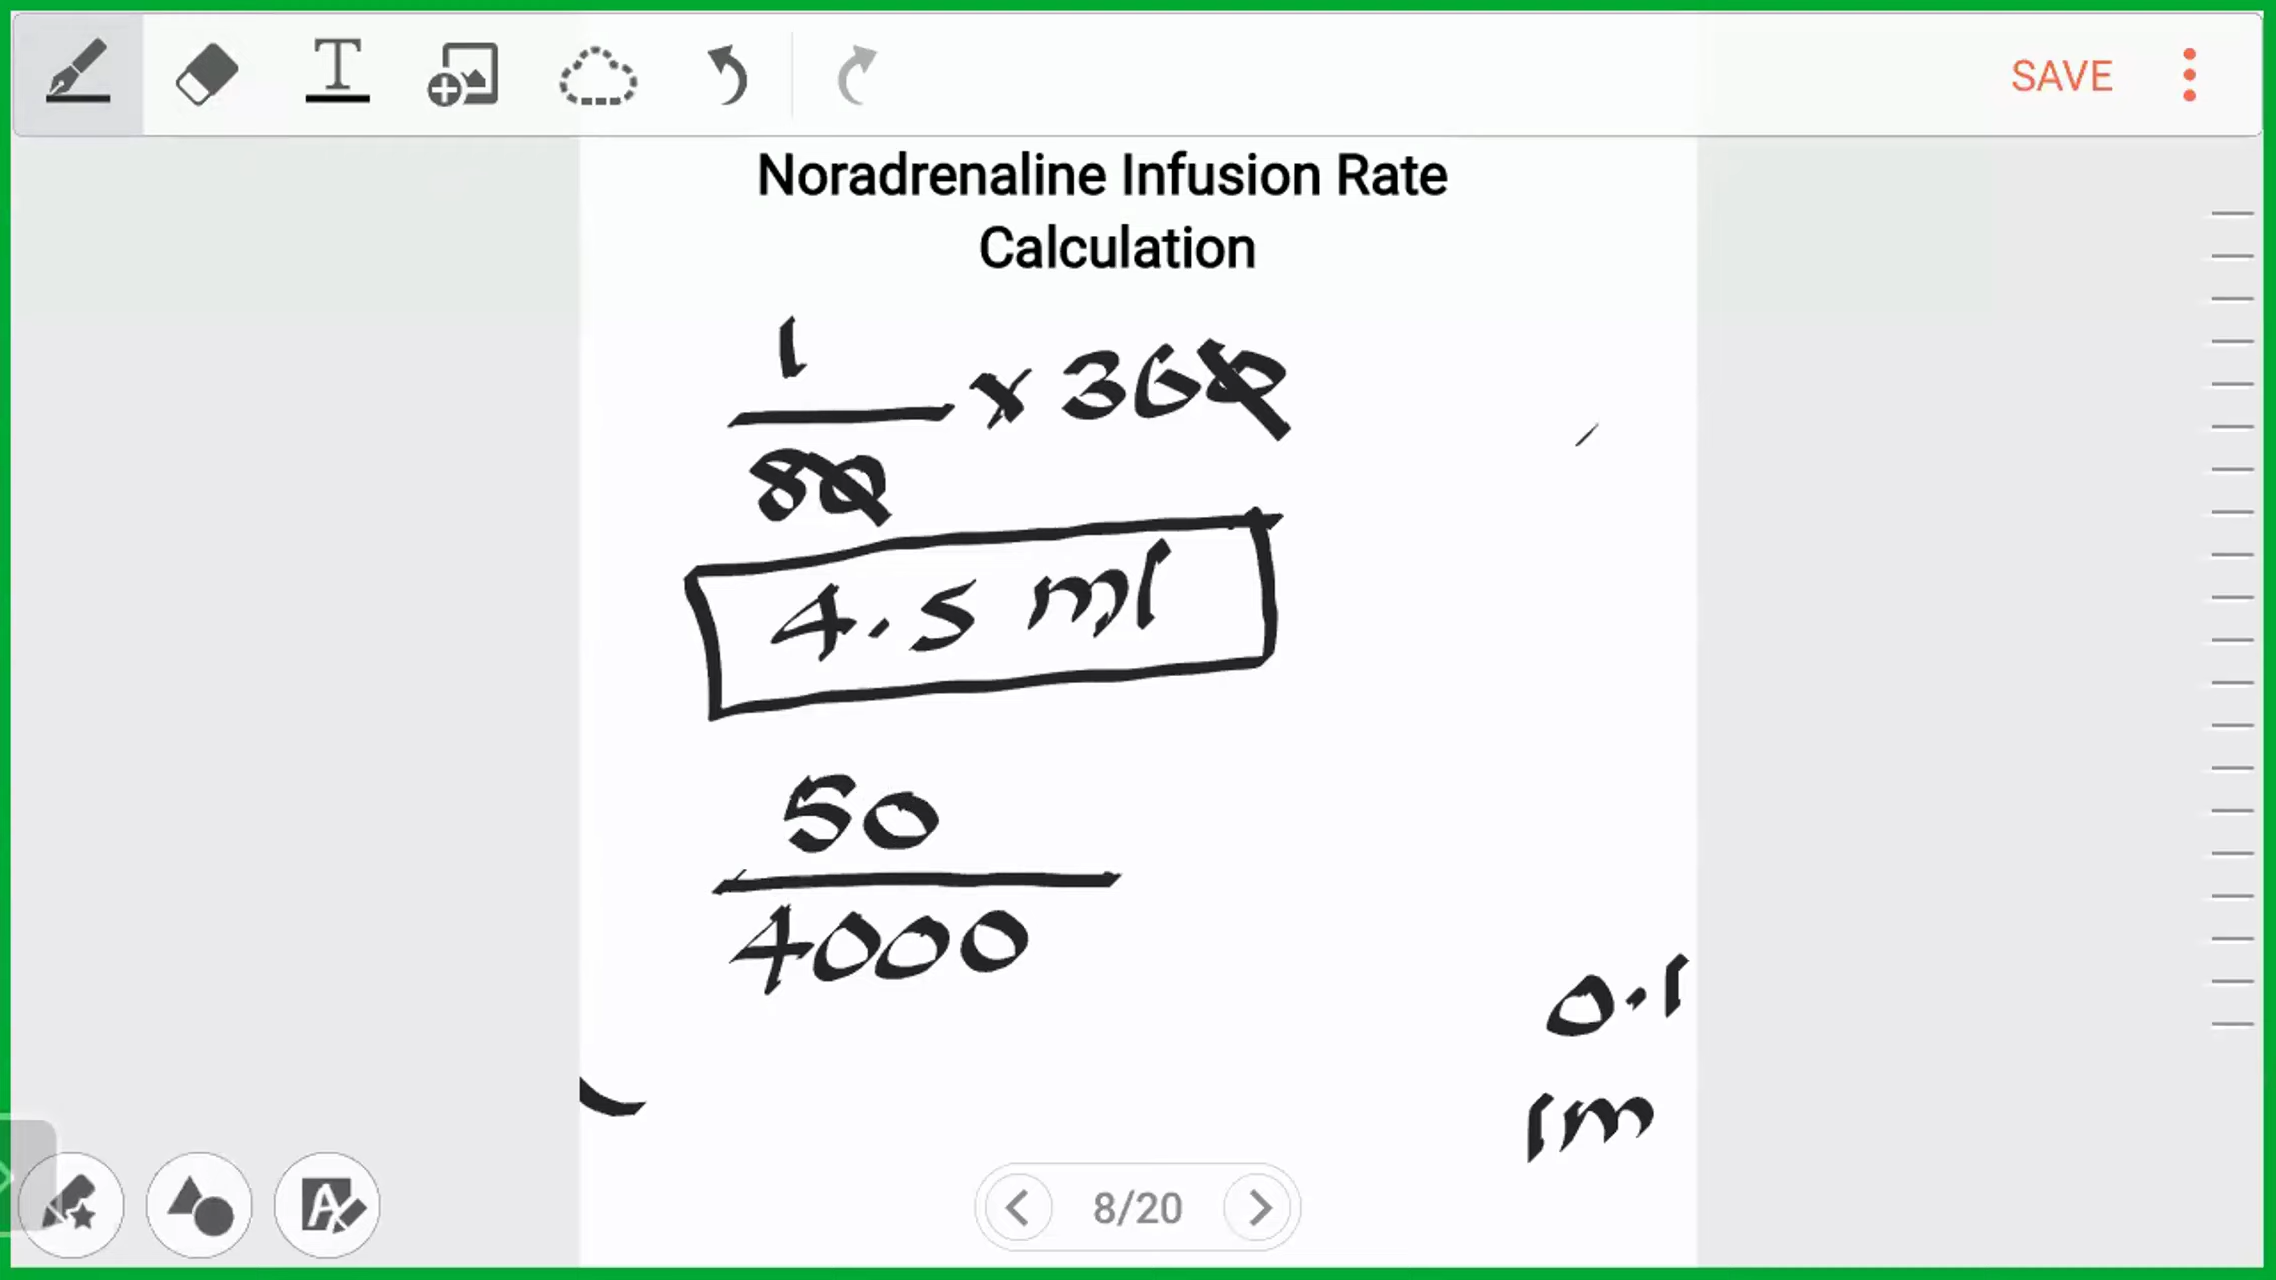 T
SAVE
Noradrenaline Infusion Rate
Calculation
1
x 360
80
4.5 ml
50
4000
0.1
1m
A
8/20